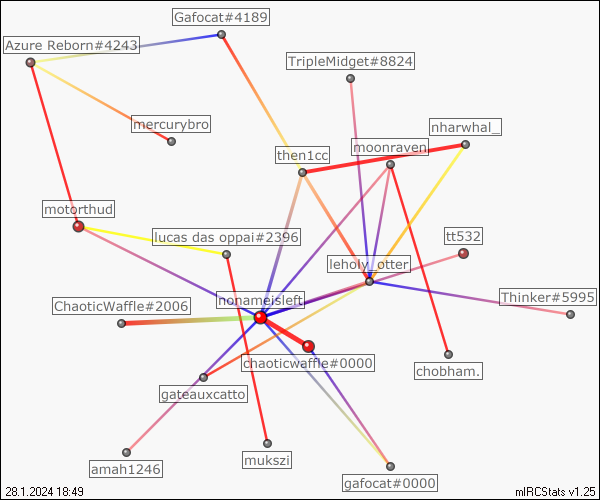 Gafocat#4189
Azure Reborn#4243
TripleMidget#8824
mercurybro
nharwhal_
moonraven
then1cc
motorthud
lucas das oppai#2396
tt532
leholy_otter
ChaoticWaffle#2006
nonameisleft
Thinker#5995
chaoticwaffle#0000
chobham.
gateauxcatto
amah1246
mukszi
gafocat#0000
28.1.2024 18:49
mIRCStats v1.25